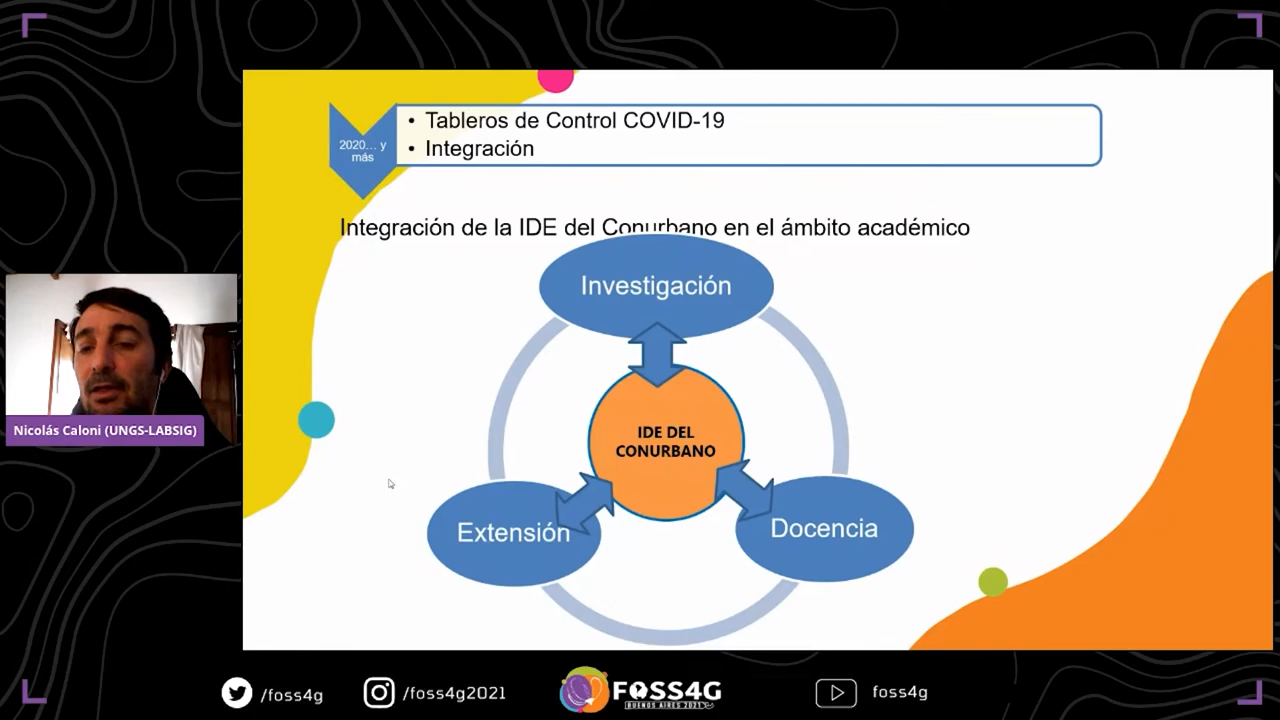 2020... y
más
• Tableros de Control COVID-19
• Integración
Integración de la IDE del Conurbano en el ámbito académico
Investigación
IDE DEL
CONURBANO
Extensión
Docencia
Nicolás Caloni (UNGS-LABSIG)
/foss4g
/foss4g2021
FOSS4G
BUENOS AIRES 2021
foss4g